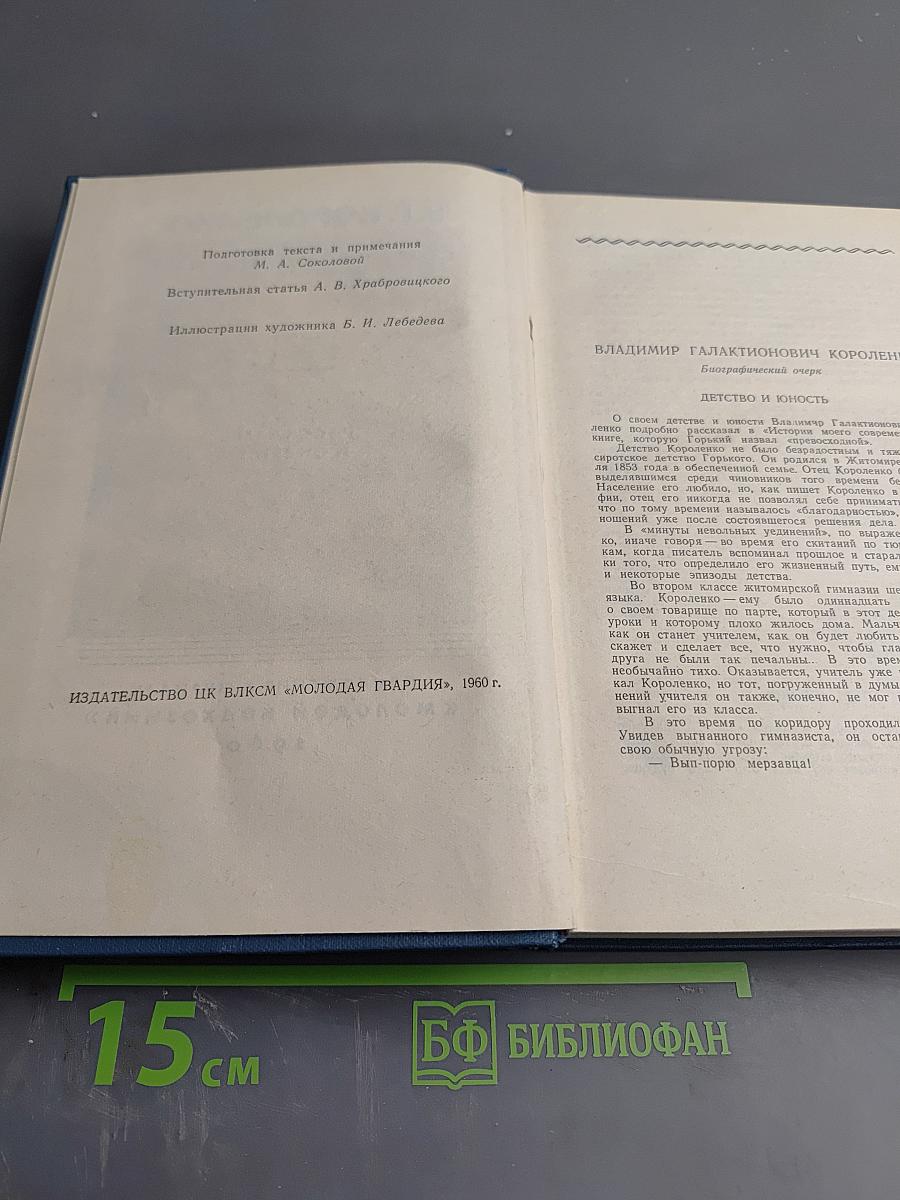 Подготовка текста и примечания
М. А. Соколовой
Вступительная статья А. В. Храбровицкого
Иллюстрации художника Б. И. Лебедева
ИЗДАТЕЛЬСТВО ЦК ВЛКСМ «МОЛОДАЯ ГВАРДИЯ», 1960 г.
ВЛАДИМИР ГАЛАКТИОНОВИЧ КОРОЛЕН
Биографический очерк
ДЕТСТВО И ЮНОСТЬ
О своем детстве и юности Владимир Галактионови
ленко подробно рассказал в «Истории моего совреме
книге, которую Горький назвал «превосходной».
Детство Короленко не было безрадостным и тяж
сиротское детство Горького. Он родился в Житомире
ля 1853 года в обеспеченной семье. Отец Короленко б
выделявшимся среди чиновников того времени бе
Население его любило, но, как пишет Короленко в
фии, отец его никогда не позволял себе принимать
что по тому времени называлось «благодарностью»,
ношений уже после состоявшегося решения дела.
В «минуты невольных уединений», по выраже
ко, иначе говоря — во время его скитаний по тюр
кам, когда писатель вспоминал прошлое и старал
ки того, что определило его жизненный путь, ем
и некоторые эпизоды детства.
Во втором классе житомирской гимназии ше
языка. Короленко — ему было одиннадцать
о своем товарище по парте, который в этот де
уроки и которому плохо жилось дома. Мальч
как он станет учителем, как он будет любить
скажет и сделает все, что нужно, чтобы гла
друга не были так печальны... В это врем
необычайно тихо. Оказывается, учитель уже
кал Короленко, но тот, погруженный в думы
нений учителя он также, конечно, не мог
выгнал его из класса.
В это время по коридору проходил
Увидев выгнанного гимназиста, он оста
свою обычную угрозу:
— Вып-порю мерзавца!
15 см
БФ БИБЛИОФАН